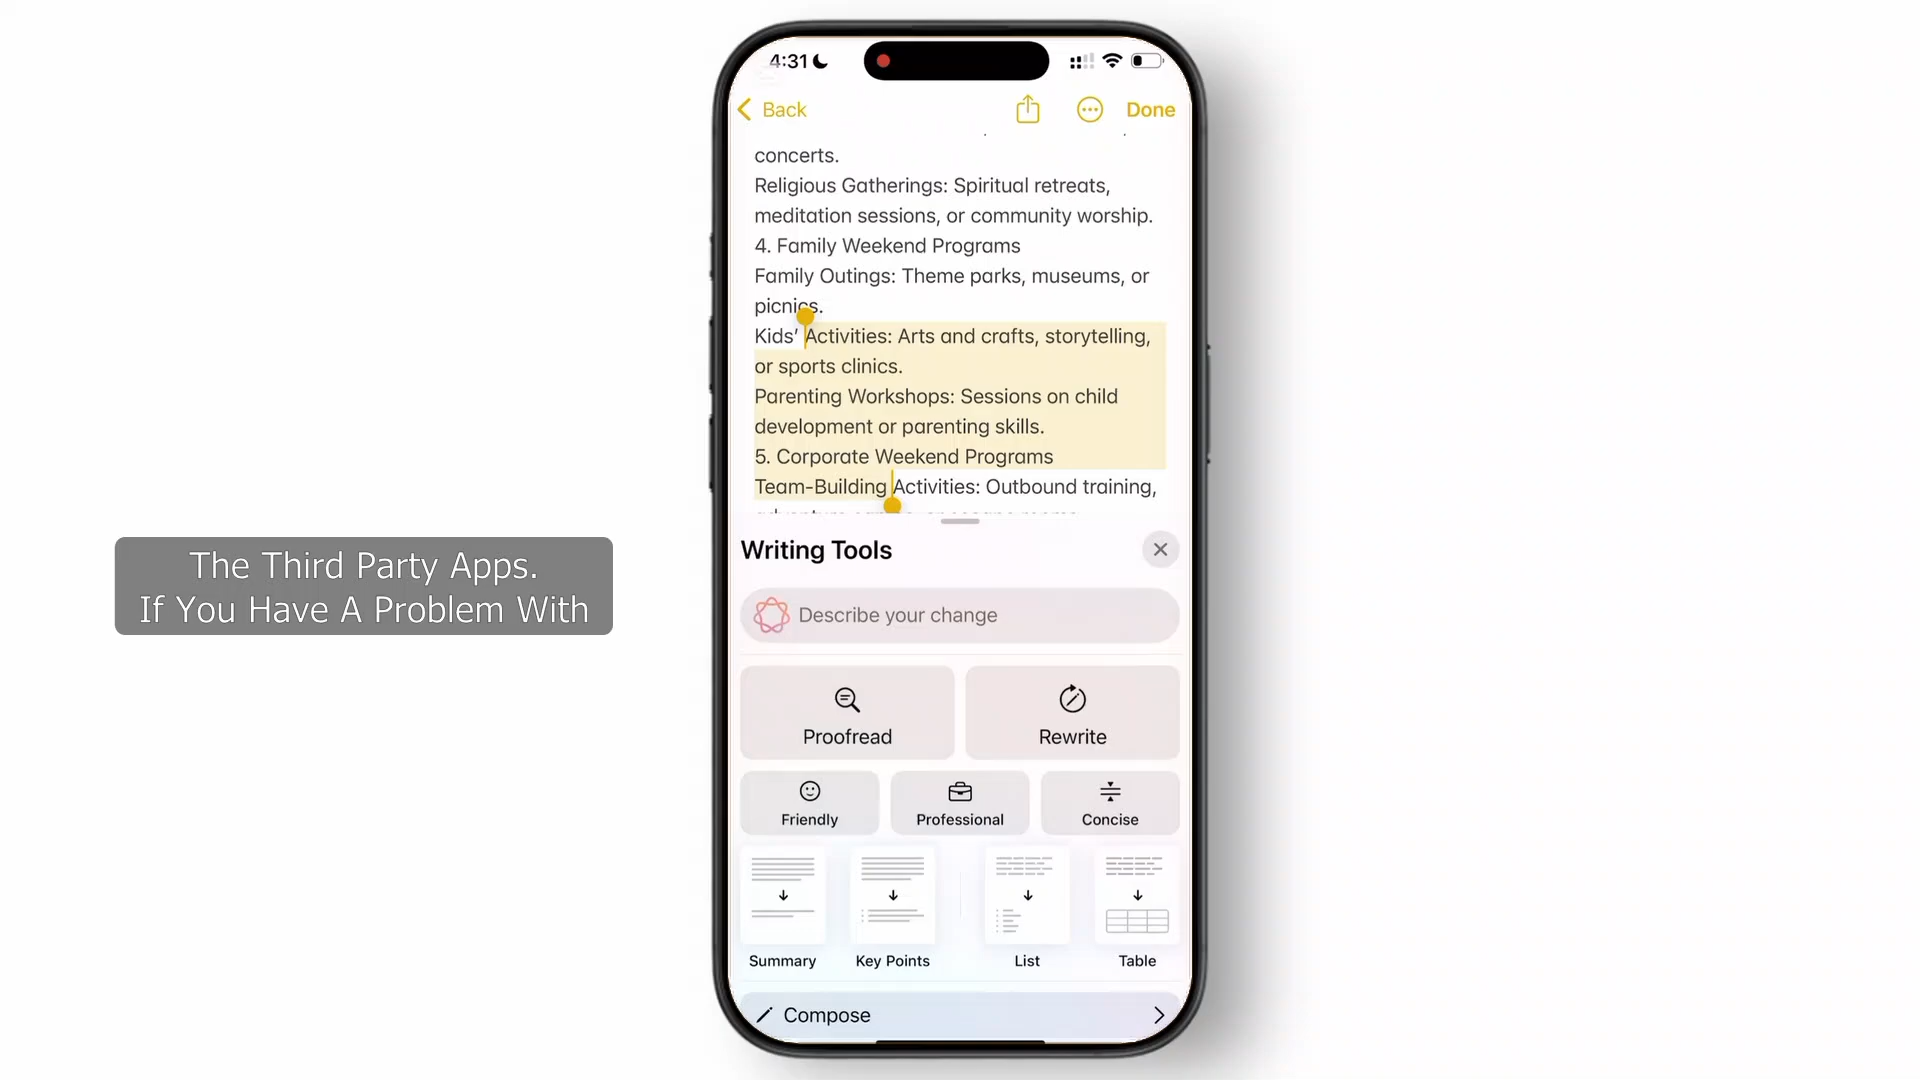 4:31
Back
Done
concerts.
Religious Gatherings: Spiritual retreats,
meditation sessions, or community worship.
4. Family Weekend Programs
Family Outings: Theme parks, museums, or
picnics.
Kids’ Activities: Arts and crafts, storytelling,
or sports clinics.
Parenting Workshops: Sessions on child
development or parenting skills.
5. Corporate Weekend Programs
Team-Building Activities: Outbound training,
The Third Party Apps.
If You Have A Problem With
Writing Tools
Describe your change
Proofread
Rewrite
Friendly
Professional
Concise
Summary
Key Points
List
Table
Compose